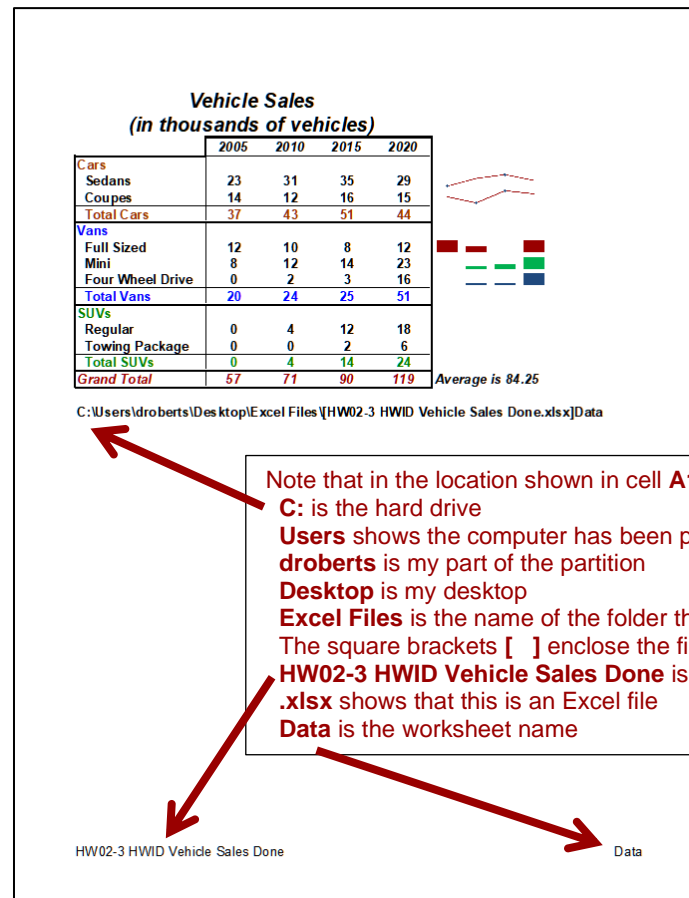 Vehicle Sales
(in thousands of vehicles)
2005 2010 2015 2020
Cars
Sedans 23 31 35 29
Coupes 14 12 16 15
Total Cars 37 43 51 44
Vans
Full Sized 12 10 8 12
Mini 8 12 14 23
Four Wheel Drive 0 2 3 16
Total Vans 20 24 25 51
SUVs
Regular 0 4 12 18
Towing Package 0 0 2 6
Total SUVs 0 4 14 24
Grand Total 57 71 90 119 Average is 84.25
C:\Users\droberts\Desktop\Excel Files\[HW02-3 HWID Vehicle Sales Done.xlsx]Data
Note that in the location shown in cell
C: is the hard drive
Users shows the computer has been
droberts is my part of the partition
Desktop is my desktop
Excel Files is the name of the folder
The square brackets [ ] enclose the
HW02-3 HWID Vehicle Sales Done is
.xlsx shows that this is an Excel file
Data is the worksheet name
HW02-3 HWID Vehicle Sales Done Data